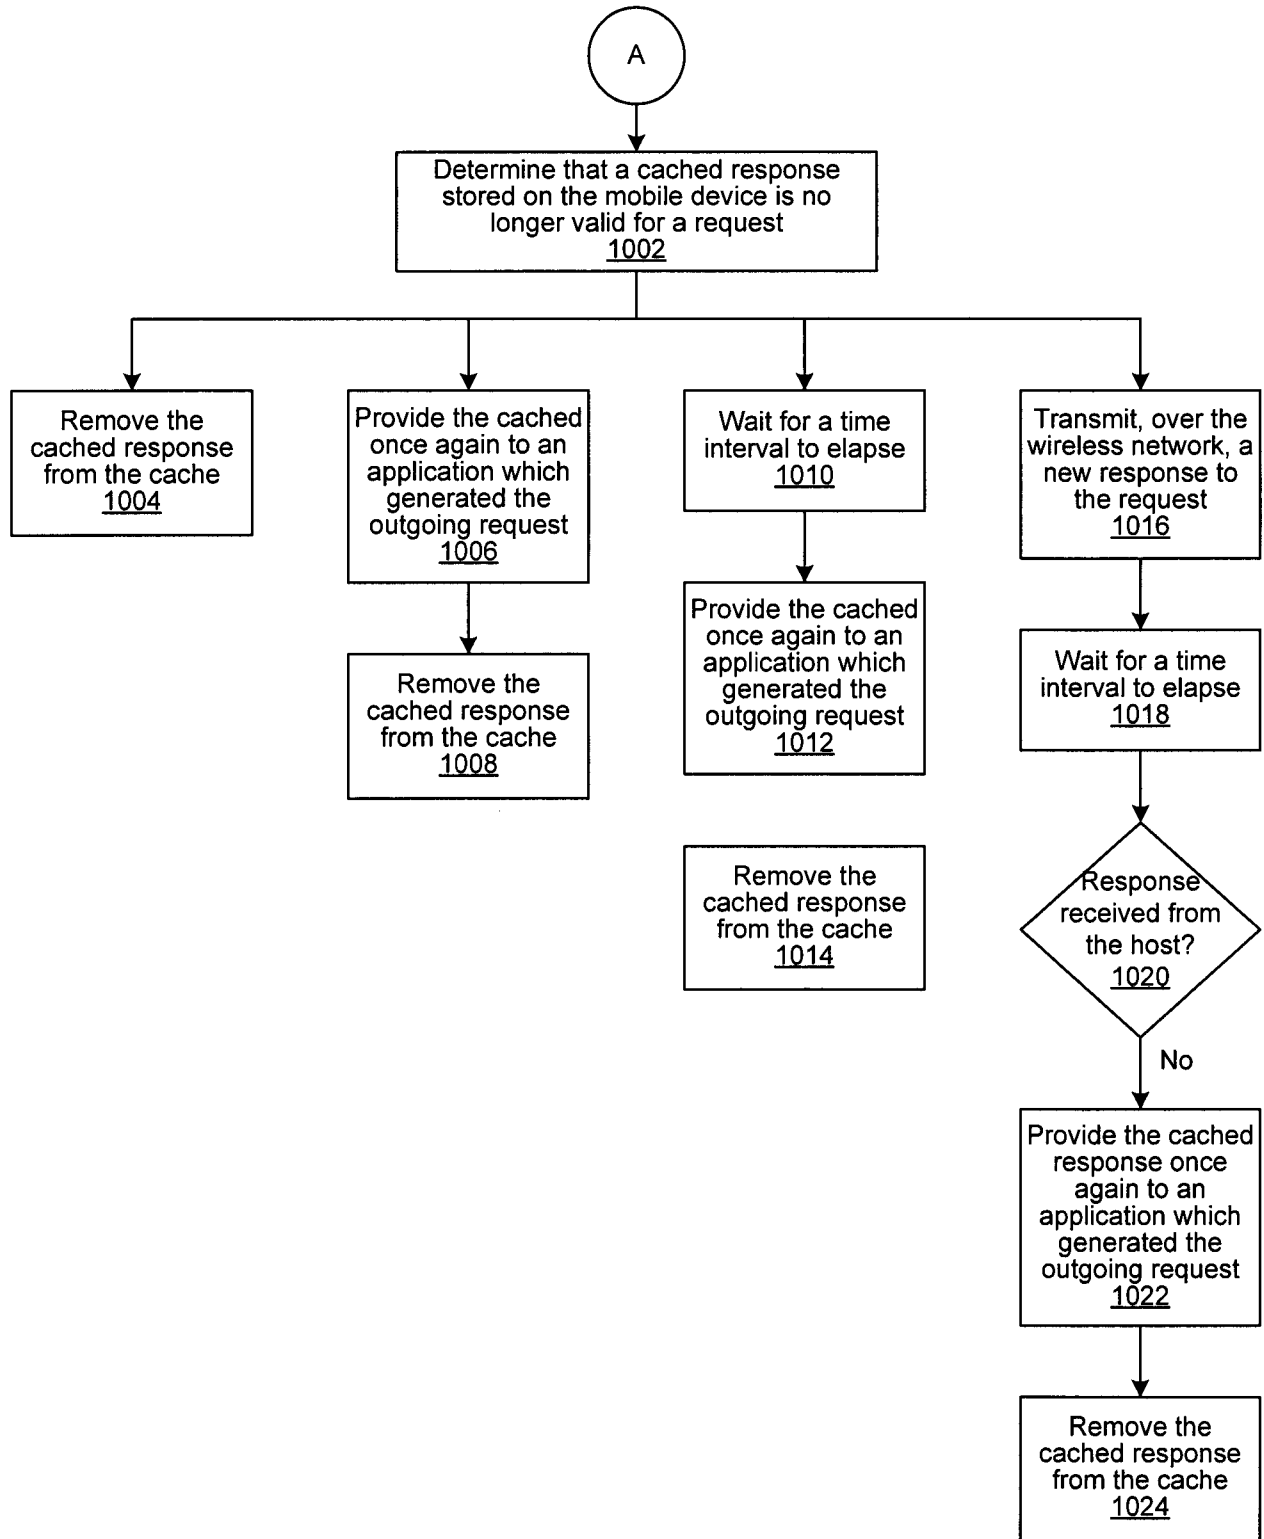 A
Determine that a cached response
stored on the mobile device is no
longer valid for a request
1002
Remove the
cached response
from the cache
1004
Provide the cached
once again to an
application which
generated the
outgoing request
1006
Remove the
cached response
from the cache
1008
Wait for a time
interval to elapse
1010
Provide the cached
once again to an
application which
generated the
outgoing request
1012
Remove the
cached response
from the cache
1014
Transmit, over the
wireless network, a
new response to
the request
1016
Wait for a time
interval to elapse
1018
Response
received from
the host?
1020
No
Provide the cached
response once
again to an
application which
generated the
outgoing request
1022
Remove the
cached response
from the cache
1024